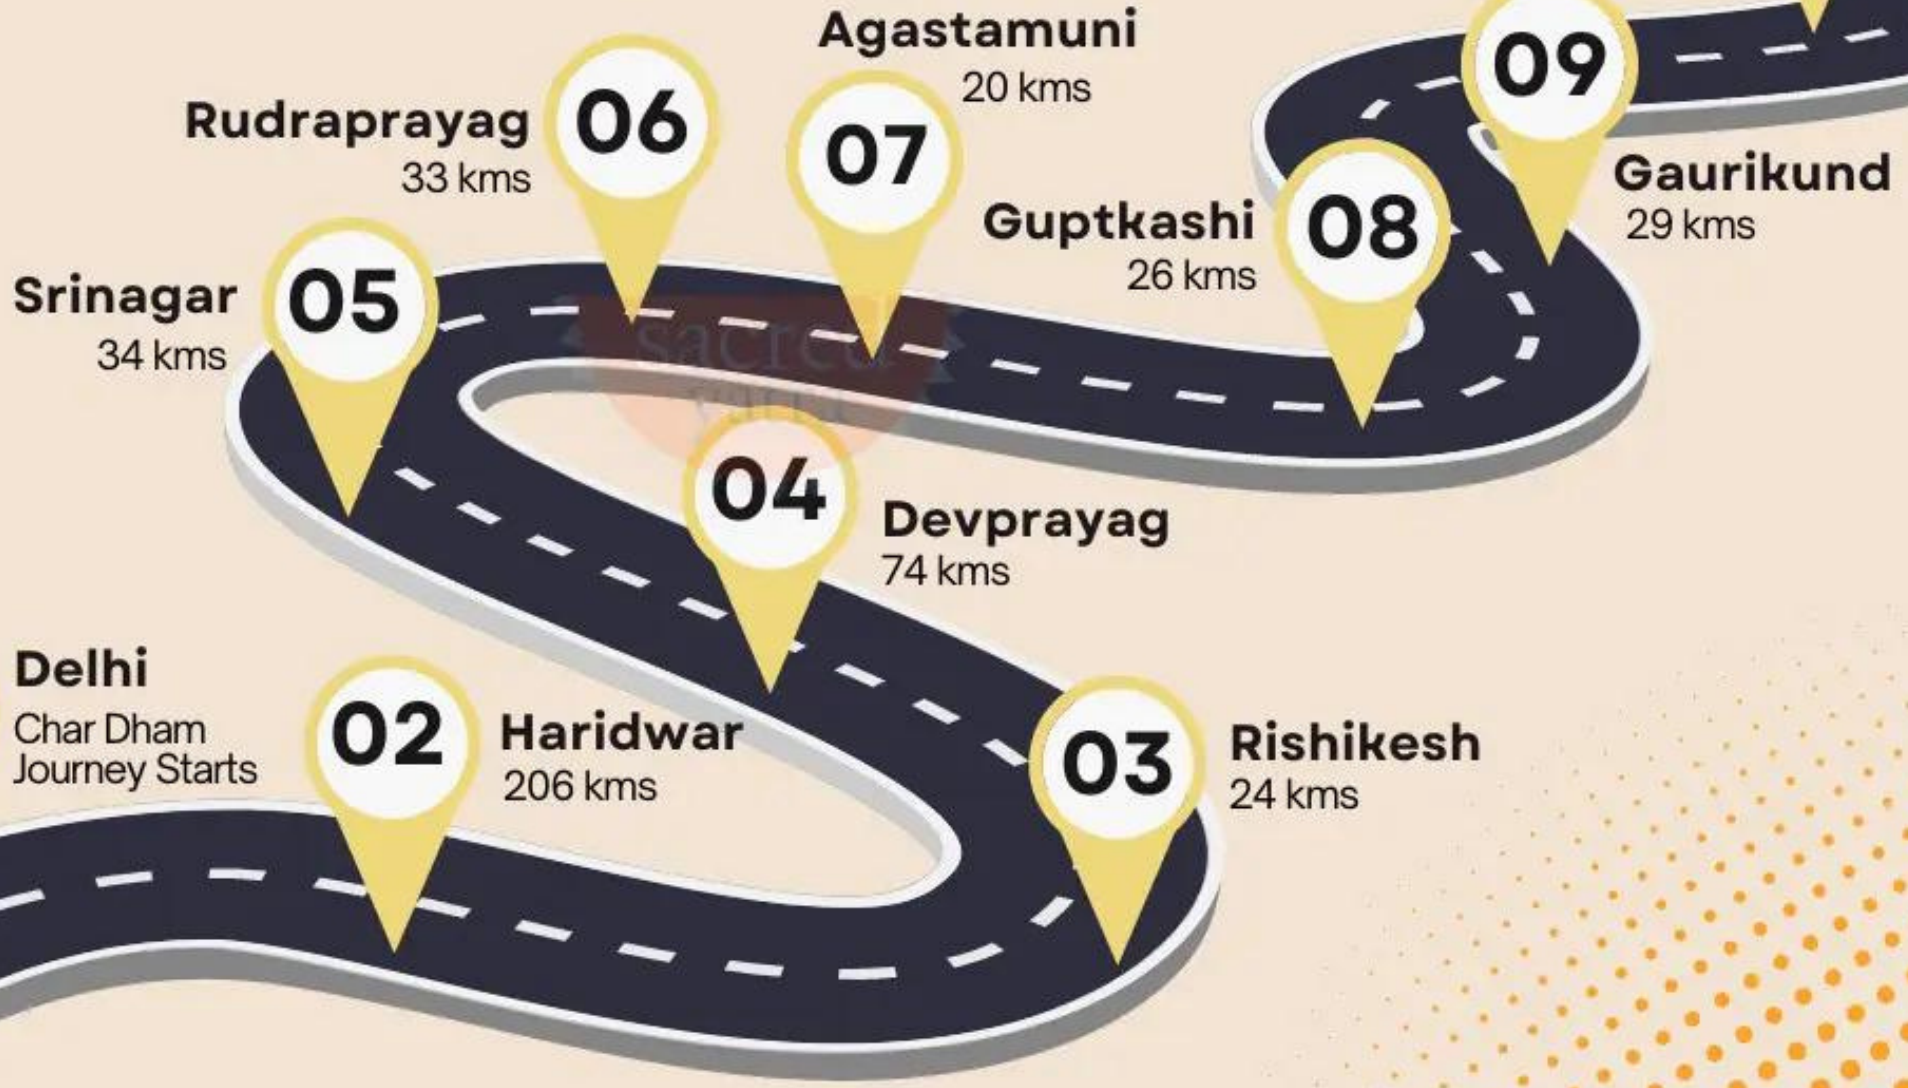 Delhi
Char Dham
Journey Starts
02
Haridwar
206 kms
03
Rishikesh
24 kms
04
Devprayag
74 kms
05
Srinagar
34 kms
06
Rudraprayag
33 kms
07
Agastamuni
20 kms
08
Guptkashi
26 kms
09
Gaurikund
29 kms
sacred